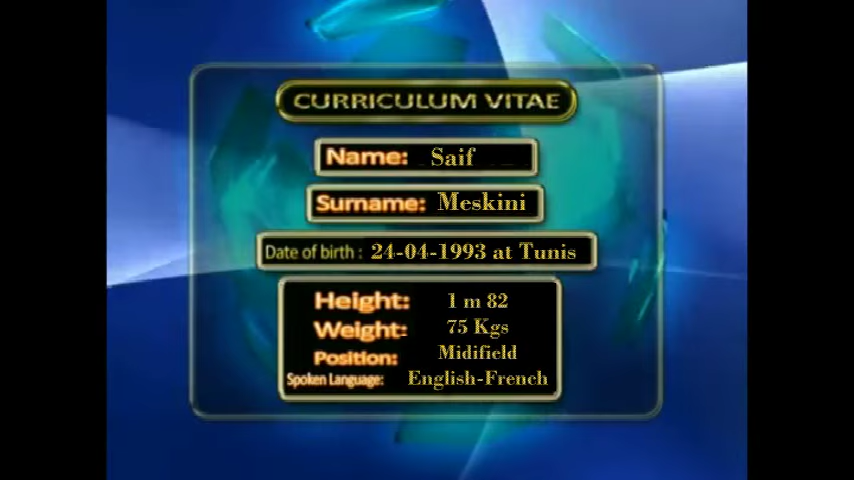 CURRICULUM VITAE
Name: Saif
Surname: Meskini
Date of birth : 24-04-1993 at Tunis
Height: 1 m 82
Weight: 75 Kgs
Position: Midifield
Spoken Language: English-French